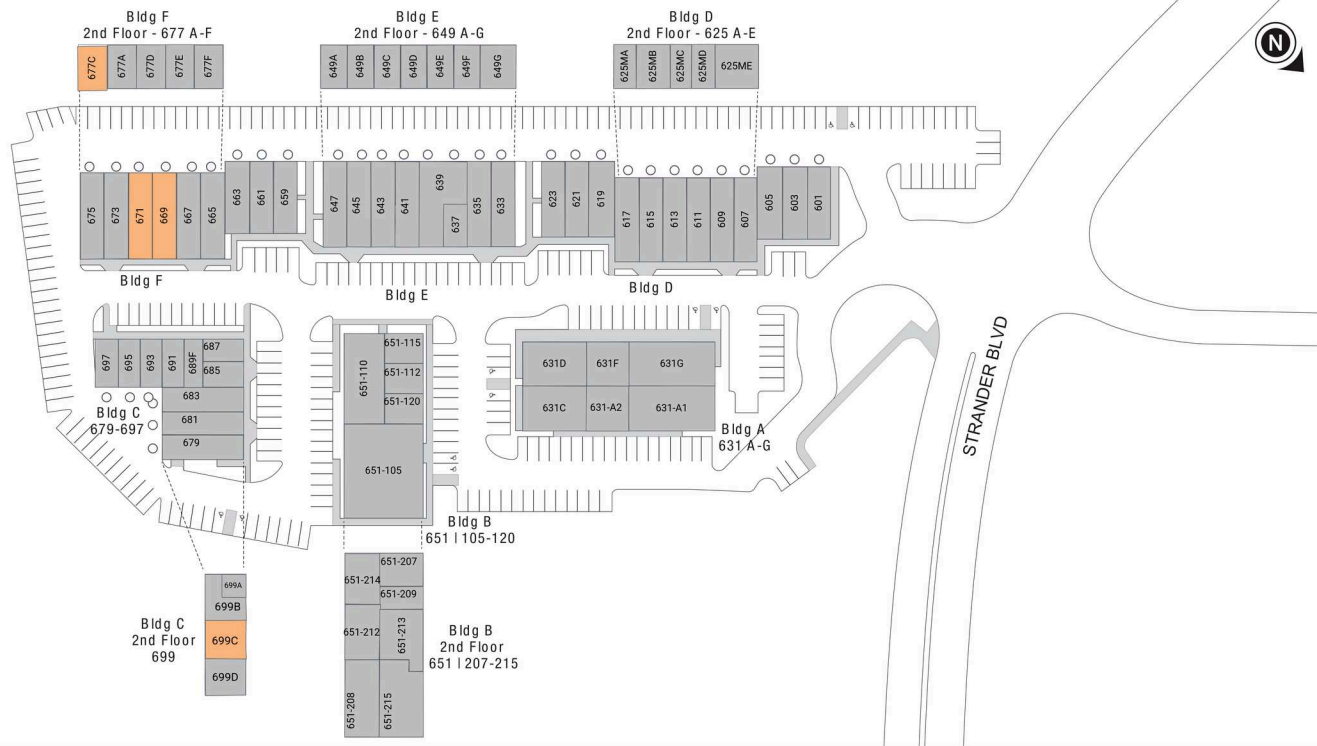 Bldg F
2nd Floor - 677 A-F
677C
677A
677D
677E
677F
Bldg E
2nd Floor - 649 A-G
649A
649B
649C
649D
649E
649F
649G
Bldg D
2nd Floor - 625 A-E
625MA
625MB
625MC
625MD
625ME
N
675
673
671
669
667
665
663
661
659
647
645
643
641
639
637
635
633
623
621
619
617
615
613
611
609
607
605
603
601
Bldg F
Bldg E
Bldg D
697
695
693
691
689F
687
685
683
681
679
Bldg C
679-697
651-110
651-115
651-112
651-120
651-105
631D
631F
631G
631C
631-A2
631-A1
Bldg A
631 A-G
STRANDER BLVD
Bldg B
651 | 105-120
699A
699B
699C
699D
Bldg C
2nd Floor
699
651-207
651-214
651-209
651-212
651-213
651-208
651-215
Bldg B
2nd Floor
651 | 207-215